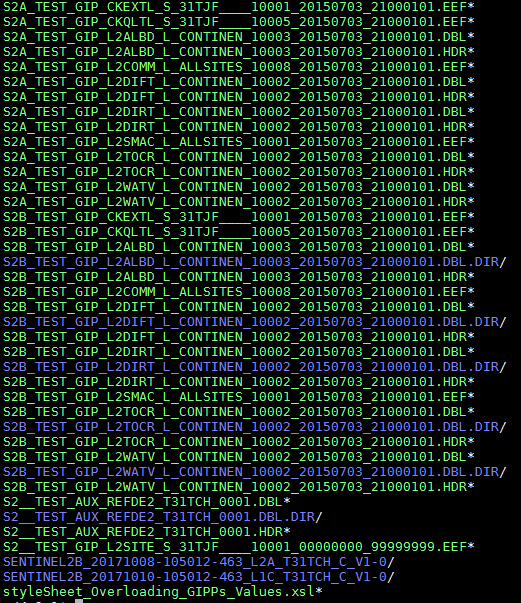 S2A_TEST_GIP_CKEXTL_S_31TJF____10001_20150703_21000101.EEF*
S2A_TEST_GIP_CKQLTL_S_31TJF____10005_20150703_21000101.EEF*
S2A_TEST_GIP_L2ALBD_L_CONTINEN_10003_20150703_21000101.DBL*
S2A_TEST_GIP_L2ALBD_L_CONTINEN_10003_20150703_21000101.HDR*
S2A_TEST_GIP_L2COMM_L_ALLSITES_10008_20150703_21000101.EEF*
S2A_TEST_GIP_L2DIFT_L_CONTINEN_10002_20150703_21000101.DBL*
S2A_TEST_GIP_L2DIFT_L_CONTINEN_10002_20150703_21000101.HDR*
S2A_TEST_GIP_L2DIRT_L_CONTINEN_10002_20150703_21000101.DBL*
S2A_TEST_GIP_L2DIRT_L_CONTINEN_10002_20150703_21000101.HDR*
S2A_TEST_GIP_L2SMAC_L_ALLSITES_10001_20150703_21000101.EEF*
S2A_TEST_GIP_L2TOCR_L_CONTINEN_10002_20150703_21000101.DBL*
S2A_TEST_GIP_L2TOCR_L_CONTINEN_10002_20150703_21000101.HDR*
S2A_TEST_GIP_L2WATV_L_CONTINEN_10002_20150703_21000101.DBL*
S2A_TEST_GIP_L2WATV_L_CONTINEN_10002_20150703_21000101.HDR*
S2B_TEST_GIP_CKEXTL_S_31TJF____10001_20150703_21000101.EEF*
S2B_TEST_GIP_CKQLTL_S_31TJF____10005_20150703_21000101.EEF*
S2B_TEST_GIP_L2ALBD_L_CONTINEN_10003_20150703_21000101.DBL*
S2B_TEST_GIP_L2ALBD_L_CONTINEN_10003_20150703_21000101.DBL.DIR/
S2B_TEST_GIP_L2ALBD_L_CONTINEN_10003_20150703_21000101.HDR*
S2B_TEST_GIP_L2COMM_L_ALLSITES_10008_20150703_21000101.EEF*
S2B_TEST_GIP_L2DIFT_L_CONTINEN_10002_20150703_21000101.DBL*
S2B_TEST_GIP_L2DIFT_L_CONTINEN_10002_20150703_21000101.DBL.DIR/
S2B_TEST_GIP_L2DIFT_L_CONTINEN_10002_20150703_21000101.HDR*
S2B_TEST_GIP_L2DIRT_L_CONTINEN_10002_20150703_21000101.DBL*
S2B_TEST_GIP_L2DIRT_L_CONTINEN_10002_20150703_21000101.DBL.DIR/
S2B_TEST_GIP_L2DIRT_L_CONTINEN_10002_20150703_21000101.HDR*
S2B_TEST_GIP_L2SMAC_L_ALLSITES_10001_20150703_21000101.EEF*
S2B_TEST_GIP_L2TOCR_L_CONTINEN_10002_20150703_21000101.DBL*
S2B_TEST_GIP_L2TOCR_L_CONTINEN_10002_20150703_21000101.DBL.DIR/
S2B_TEST_GIP_L2TOCR_L_CONTINEN_10002_20150703_21000101.HDR*
S2B_TEST_GIP_L2WATV_L_CONTINEN_10002_20150703_21000101.DBL*
S2B_TEST_GIP_L2WATV_L_CONTINEN_10002_20150703_21000101.DBL.DIR/
S2B_TEST_GIP_L2WATV_L_CONTINEN_10002_20150703_21000101.HDR*
S2__TEST_AUX_REFDE2_T31TCH_0001.DBL*
S2__TEST_AUX_REFDE2_T31TCH_0001.DBL.DIR/
S2__TEST_AUX_REFDE2_T31TCH_0001.HDR*
S2__TEST_GIP_L2SITE_S_31TJF____10001_00000000_99999999.EEF*
SENTINEL2B_20171008-105012-463_L2A_T31TCH_C_V1-0/
SENTINEL2B_20171010-105012-463_L1C_T31TCH_C_V1-0/
styleSheet_Overloading_GIPPs_Values.xsl*